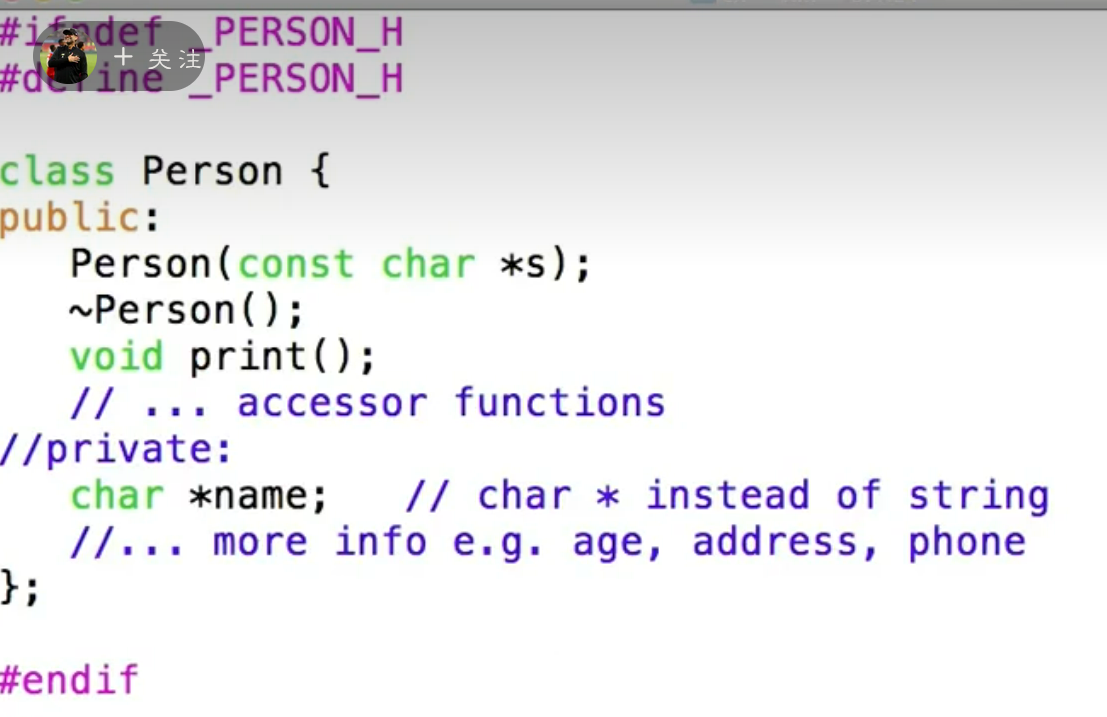 #ifndef _PERSON_H
+ 关注
#define _PERSON_H
class Person {
public:
Person(const char *s);
~Person();
void print();
// ... accessor functions
//private:
char *name; // char * instead of string
//... more info e.g. age, address, phone
};
#endif